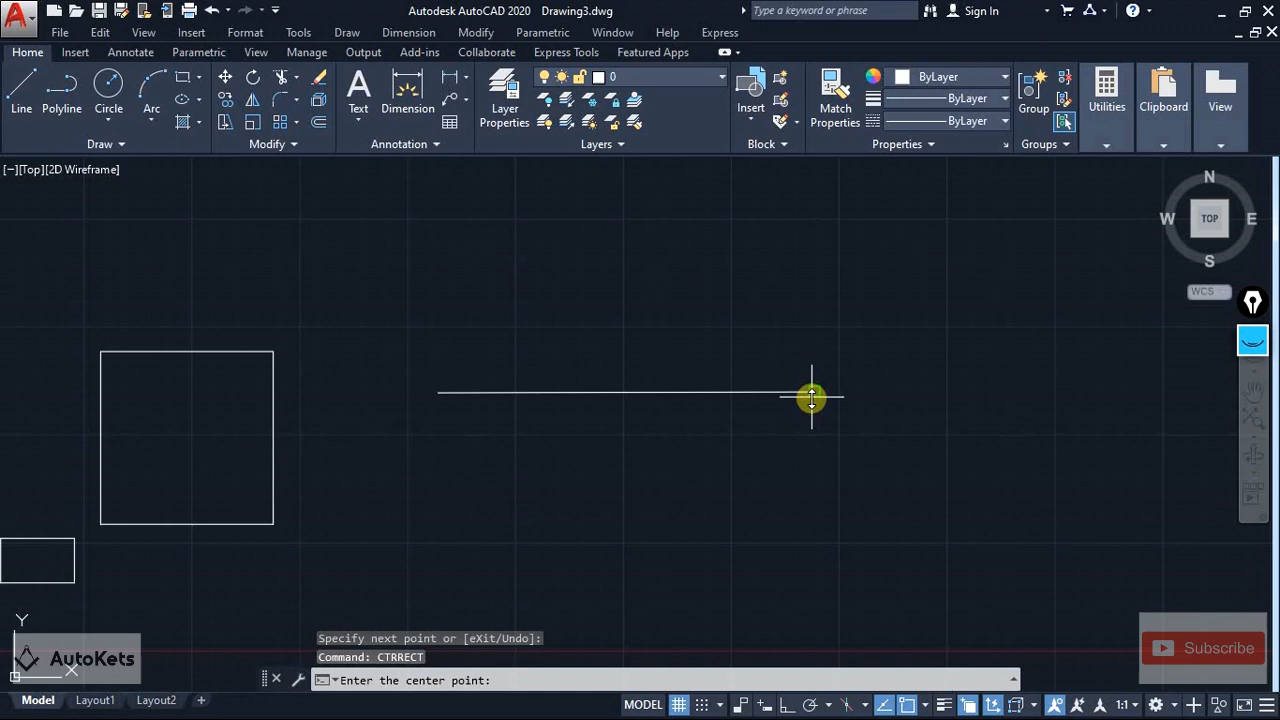 Autodesk AutoCAD 2020 Drawing3.dwg
Type a keyword or phrase
Sign In
File Edit View Insert Format Tools Draw Dimension Modify Parametric Window Help Express
Home Insert Annotate Parametric View Manage Output Add-ins Collaborate Express Tools Featured Apps
Line Polyline Circle Arc
Text Dimension
Layer Properties
0
Insert
Match Properties
ByLayer
ByLayer
ByLayer
Group
Utilities
Clipboard
View
Draw Modify Annotation Layers Block Properties Groups
[−][Top][2D Wireframe]
N
W TOP E
S
WCS
Y
X
AutoKets
Specify next point or [eXit/Undo]:
Command: CTRRECT
Enter the center point:
Subscribe
Model Layout1 Layout2 +
MODEL
1:1